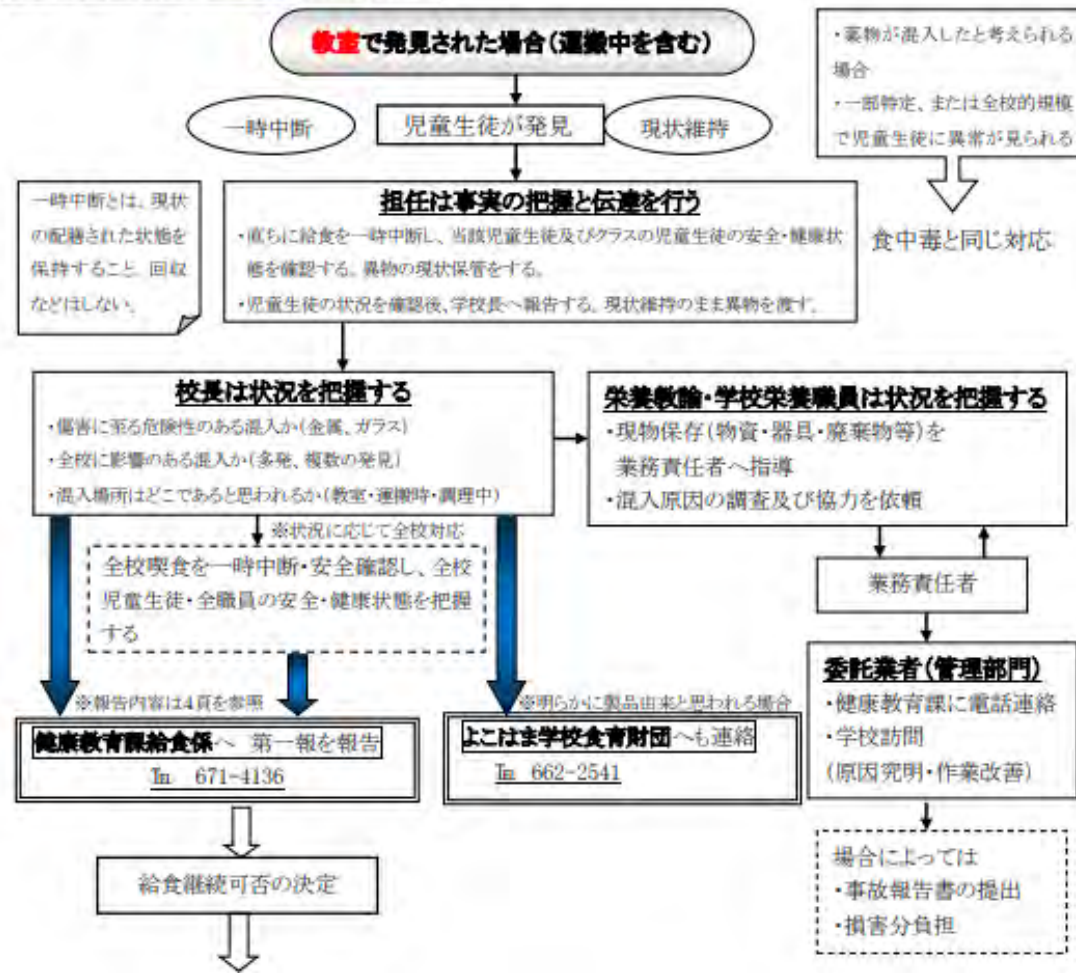 教室で発見された場合(運搬中を含む)
・薬物が混入したと考えられる
場合
・一部特定、または全校的規模
で児童生徒に異常が見られる
一時中断
児童生徒が発見
現状維持
食中毒と同じ対応
一時中断とは、現状
の配膳された状態を
保持すること。回収
などはしない。
担任は事実の把握と伝達を行う
・直ちに給食を一時中断し、当該児童生徒及びクラスの児童生徒の安全・健康状
態を確認する。異物の現状保管をする。
・児童生徒の状況を確認後、学校長へ報告する。現状維持のまま異物を渡す。
校長は状況を把握する
・傷害に至る危険性のある混入か(金属、ガラス)
・全校に影響のある混入か(多発、複数の発見)
・混入場所はどこであると思われるか(教室・運搬時・調理中)
栄養教諭・学校栄養職員は状況を把握する
・現物保存(物資・器具・廃棄物等)を
業務責任者へ指導
・混入原因の調査及び協力を依頼
※状況に応じて全校対応
全校喫食を一時中断・安全確認し、全校
児童生徒・全職員の安全・健康状態を把握
する
業務責任者
委託業者(管理部門)
・健康教育課に電話連絡
・学校訪問
(原因究明・作業改善)
※報告内容は4頁を参照
健康教育課給食係へ 第一報を報告
℡ 671-4136
※明らかに製品由来と思われる場合
よこはま学校食育財団へも連絡
℡ 662-2541
給食継続可否の決定
場合によっては
・事故報告書の提出
・損害分負担